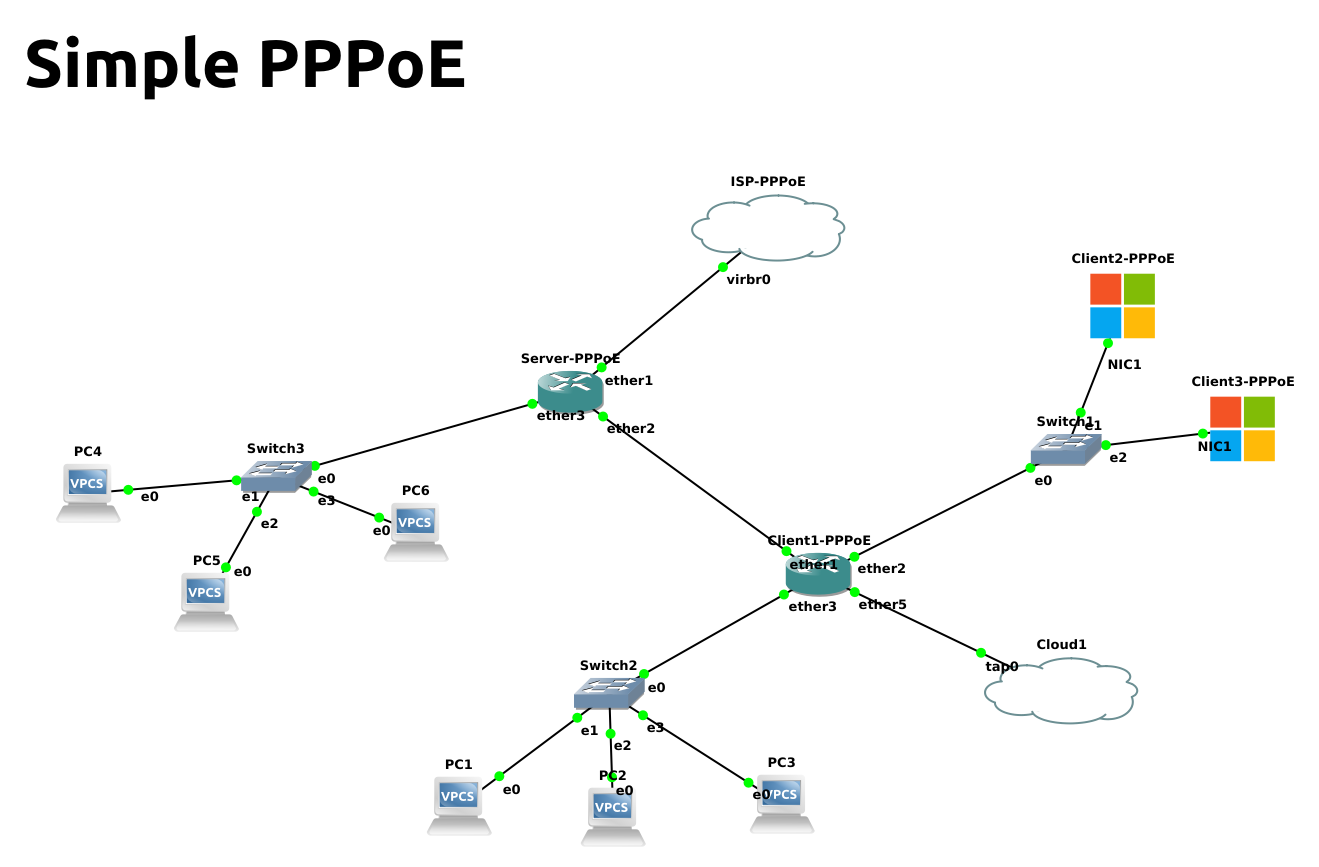 Simple PPPoE
ISP-PPPoE
virbr0
Client2-PPPoE
NIC1
Server-PPPoE
ether1
ether3
ether2
Client3-PPPoE
NIC1
Switch1
e1
e2
e0
Switch3
e0
e1
e2
e3
PC4
VPCS
e0
PC6
VPCS
e0
PC5
VPCS
e0
Client1-PPPoE
ether1
ether2
ether3
ether5
Cloud1
tap0
Switch2
e0
e1
e2
e3
PC1
VPCS
e0
PC2
VPCS
e0
PC3
VPCS
e0